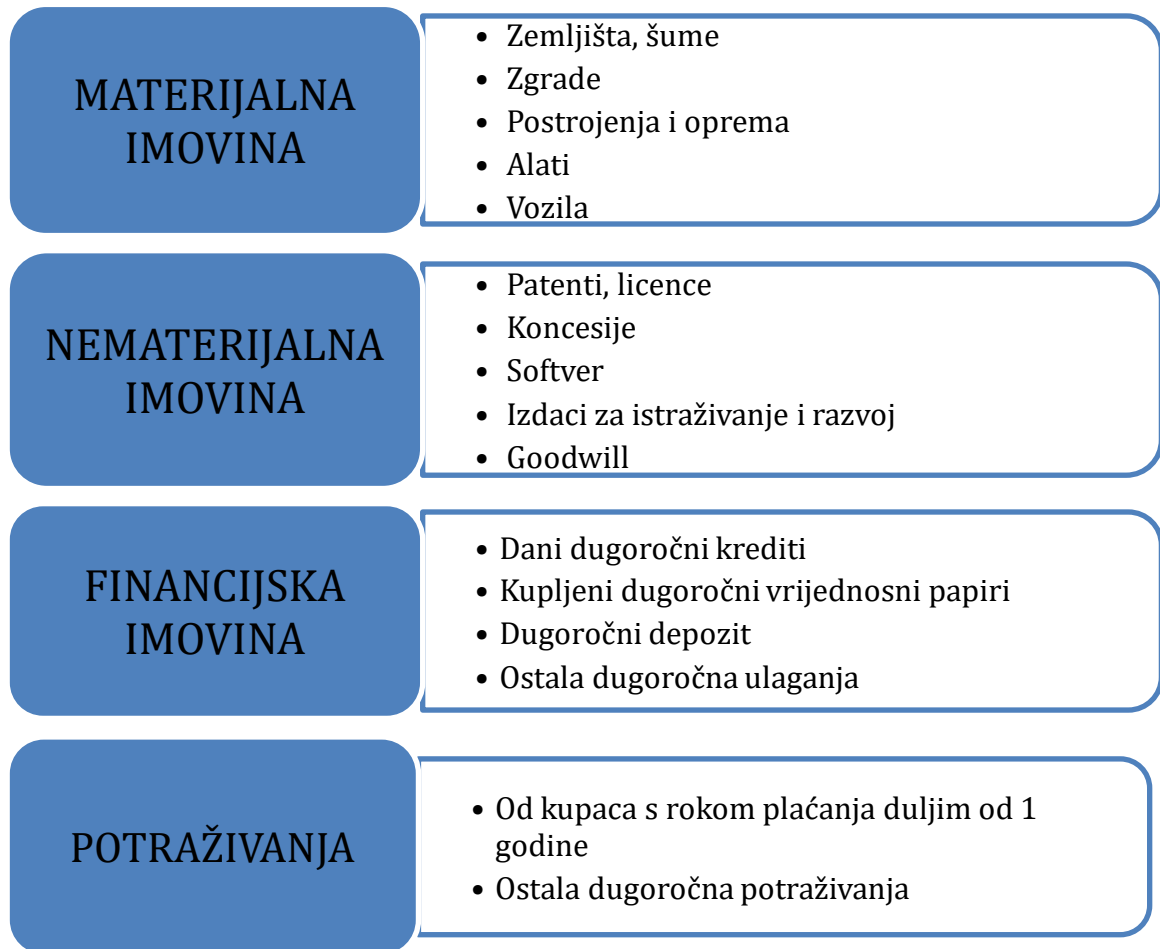 MATERIJALNA
IMOVINA
• Zemljišta, šume
• Zgrade
• Postrojenja i oprema
• Alati
• Vozila
NEMATERIJALNA
IMOVINA
• Patenti, licence
• Koncesije
• Softver
• Izdaci za istraživanje i razvoj
• Goodwill
FINANCIJSKA
IMOVINA
• Dani dugoročni krediti
• Kupljeni dugoročni vrijednosni papiri
• Dugoročni depozit
• Ostala dugoročna ulaganja
POTRAŽIVANJA
• Od kupaca s rokom plaćanja duljim od 1
godine
• Ostala dugoročna potraživanja